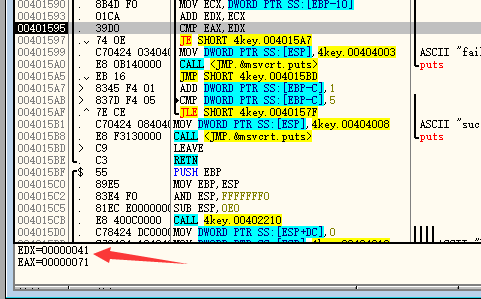 00401590 . 8B4D F0 MOV ECX,DWORD PTR SS:[EBP-10]
00401593 . 01CA ADD EDX,ECX
00401595 . 39D0 CMP EAX,EDX
00401597 .⌄ 74 0E JE SHORT 4key.004015A7
00401599 . C70424 034040 MOV DWORD PTR SS:[ESP],4key.00404003 ASCII "fail
004015A0 . E8 0B140000 CALL <JMP.&msvcrt.puts> puts
004015A5 .⌄ EB 16 JMP SHORT 4key.004015BD
004015A7 > 8345 F4 01 ADD DWORD PTR SS:[EBP-C],1
004015AB > 837D F4 05 CMP DWORD PTR SS:[EBP-C],5
004015AF .^ 7E CE JLE SHORT 4key.0040157F
004015B1 . C70424 084040 MOV DWORD PTR SS:[ESP],4key.00404008 ASCII "suc
004015B8 . E8 F3130000 CALL <JMP.&msvcrt.puts> puts
004015BD > C9 LEAVE
004015BE . C3 RETN
004015BF $ 55 PUSH EBP
004015C0 . 89E5 MOV EBP,ESP
004015C2 . 83E4 F0 AND ESP,FFFFFFF0
004015C5 . 81EC E0000000 SUB ESP,0E0
004015CB . E8 400C0000 CALL 4key.00402210
004015D0 . C78424 DC0000 MOV DWORD PTR SS:[ESP+DC],0
EDX=00000041
EAX=00000071